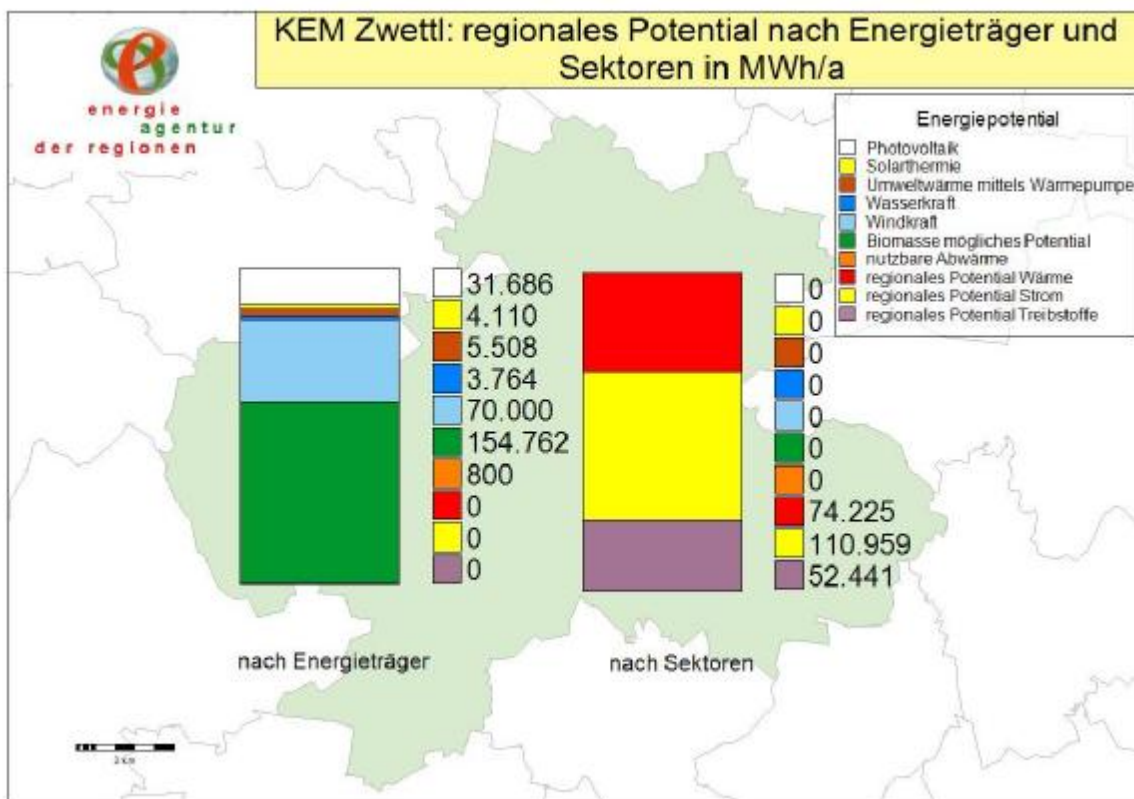 KEM Zwettl: regionales Potential nach Energieträger und
Sektoren in MWh/a
energie
agentur
der regionen
Energiepotential
Photovoltaik
Solarthermie
Umweltwärme mittels Wärmepumpe
Wasserkraft
Windkraft
Biomasse mögliches Potential
nutzbare Abwärme
regionales Potential Wärme
regionales Potential Strom
regionales Potential Treibstoffe
31.686
4.110
5.508
3.764
70.000
154.762
800
0
0
0
nach Energieträger
0
0
0
0
0
0
0
74.225
110.959
52.441
nach Sektoren